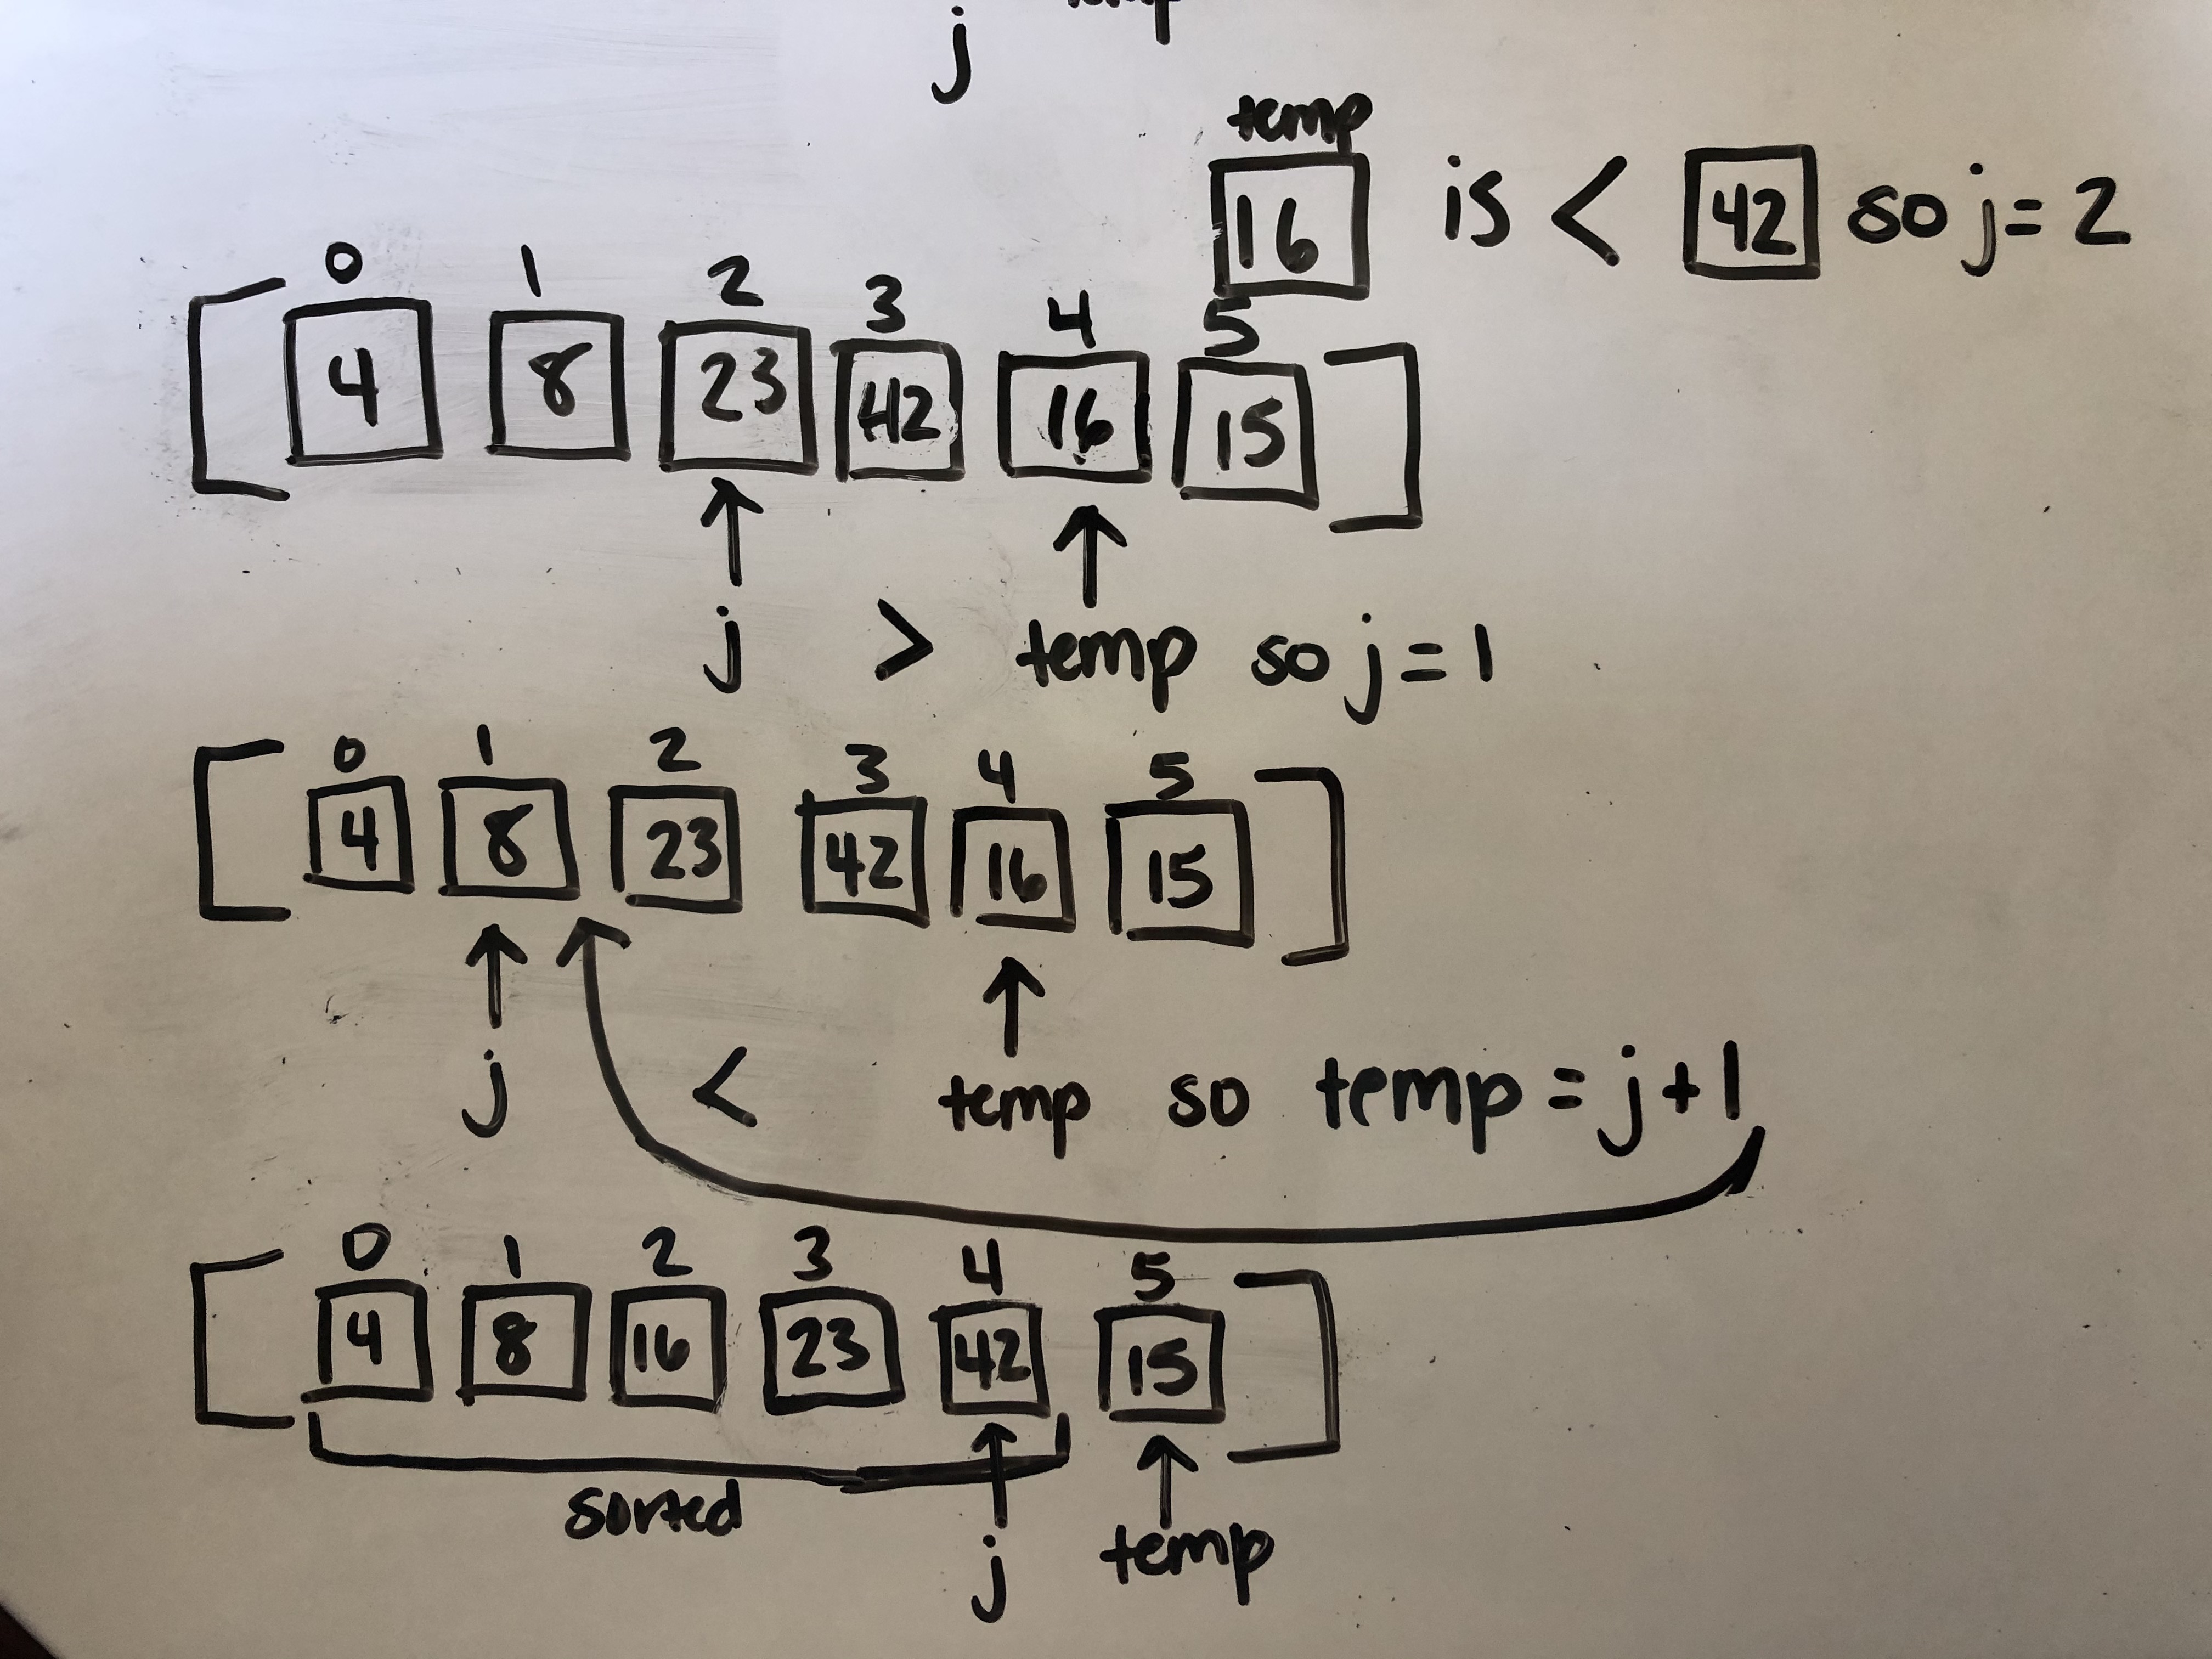 j
temp
16 is < 42 so j = 2
0 1 2 3 4 5
[ 4 8 23 42 16 15 ]
j > temp so j = 1
0 1 2 3 4 5
[ 4 8 23 42 16 15 ]
j < temp so temp = j + 1
0 1 2 3 4 5
[ 4 8 16 23 42 15 ]
sorted
j temp